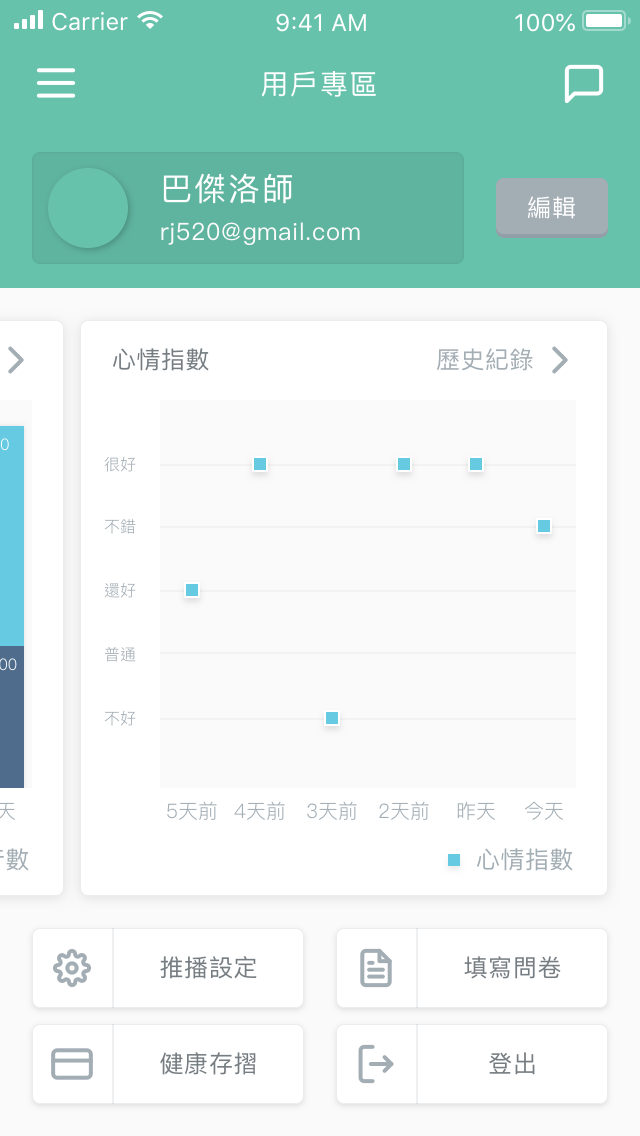 Carrier 9:41 AM 100%
用戶專區
巴傑洛師
rj520@gmail.com
編輯
心情指數 歷史紀錄
很好
不錯
還好
普通
不好
5天前 4天前 3天前 2天前 昨天 今天
心情指數
0
00
天
數
推播設定 填寫問卷
健康存摺 登出